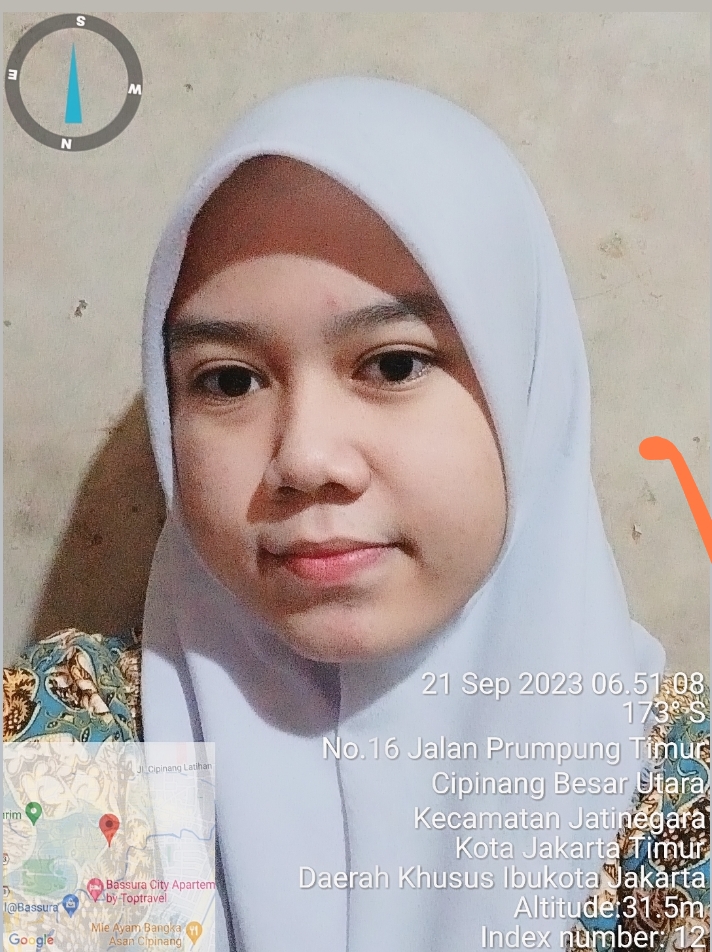 S
E
W
N
21 Sep 2023 06.51.08
173° S
No.16 Jalan Prumpung Timur
Cipinang Besar Utara
Kecamatan Jatinegara
Kota Jakarta Timur
Daerah Khusus Ibukota Jakarta
Altitude:31.5m
Index number: 12
Jl. Cipinang Latihan
Bassura City Apartem
by Toptravel
@Bassura
Mie Ayam Bangka
Asan Cipinang
Google